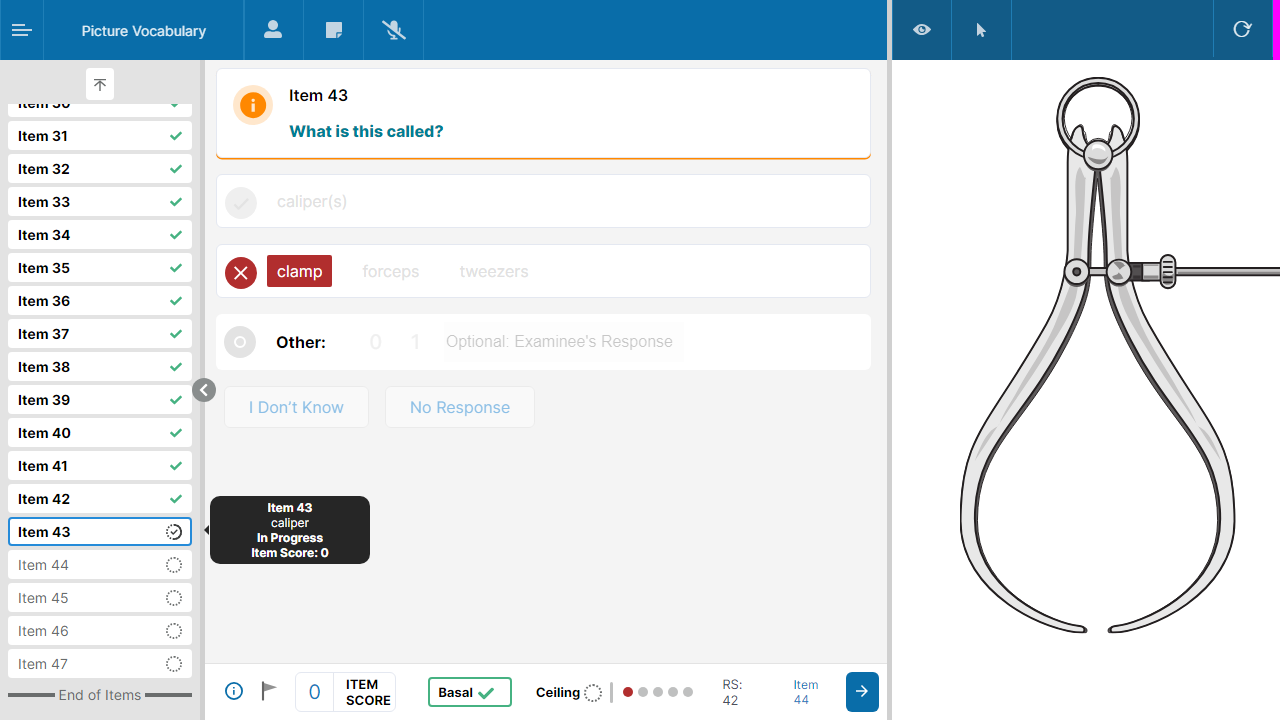 Picture Vocabulary
Item 30
Item 31
Item 32
Item 33
Item 34
Item 35
Item 36
Item 37
Item 38
Item 39
Item 40
Item 41
Item 42
Item 43
Item 44
Item 45
Item 46
Item 47
End of Items
Item 43
What is this called?
caliper(s)
clamp forceps tweezers
Other: 0 1 Optional: Examinee's Response
I Don't Know No Response
Item 43
caliper
In Progress
Item Score: 0
0 ITEM SCORE
Basal
Ceiling
RS: 42
Item 44